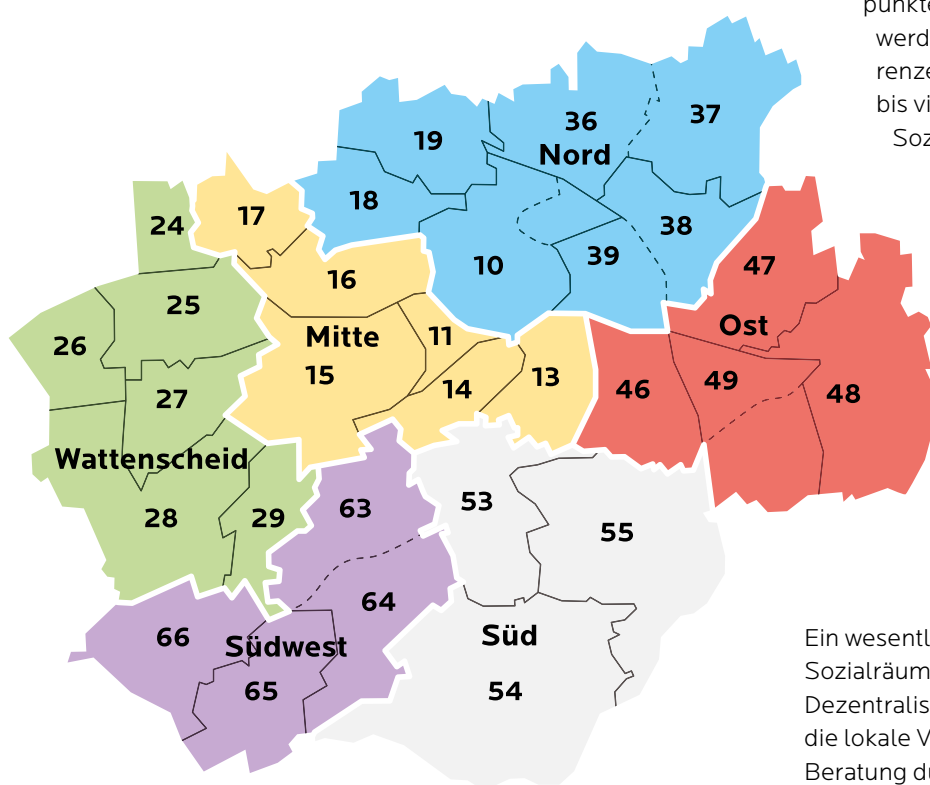 punkte
werd
renze
bis vi
Soz
37
36
19
Nord
18
17
24
38
10
39
47
16
25
Ost
11
Mitte
26
15
13
14
46
49
48
27
Wattenscheid
53
63
28
29
55
64
66
Süd
Südwest
65
54
Ein wesentl
Sozialräum
Dezentralis
die lokale V
Beratung du